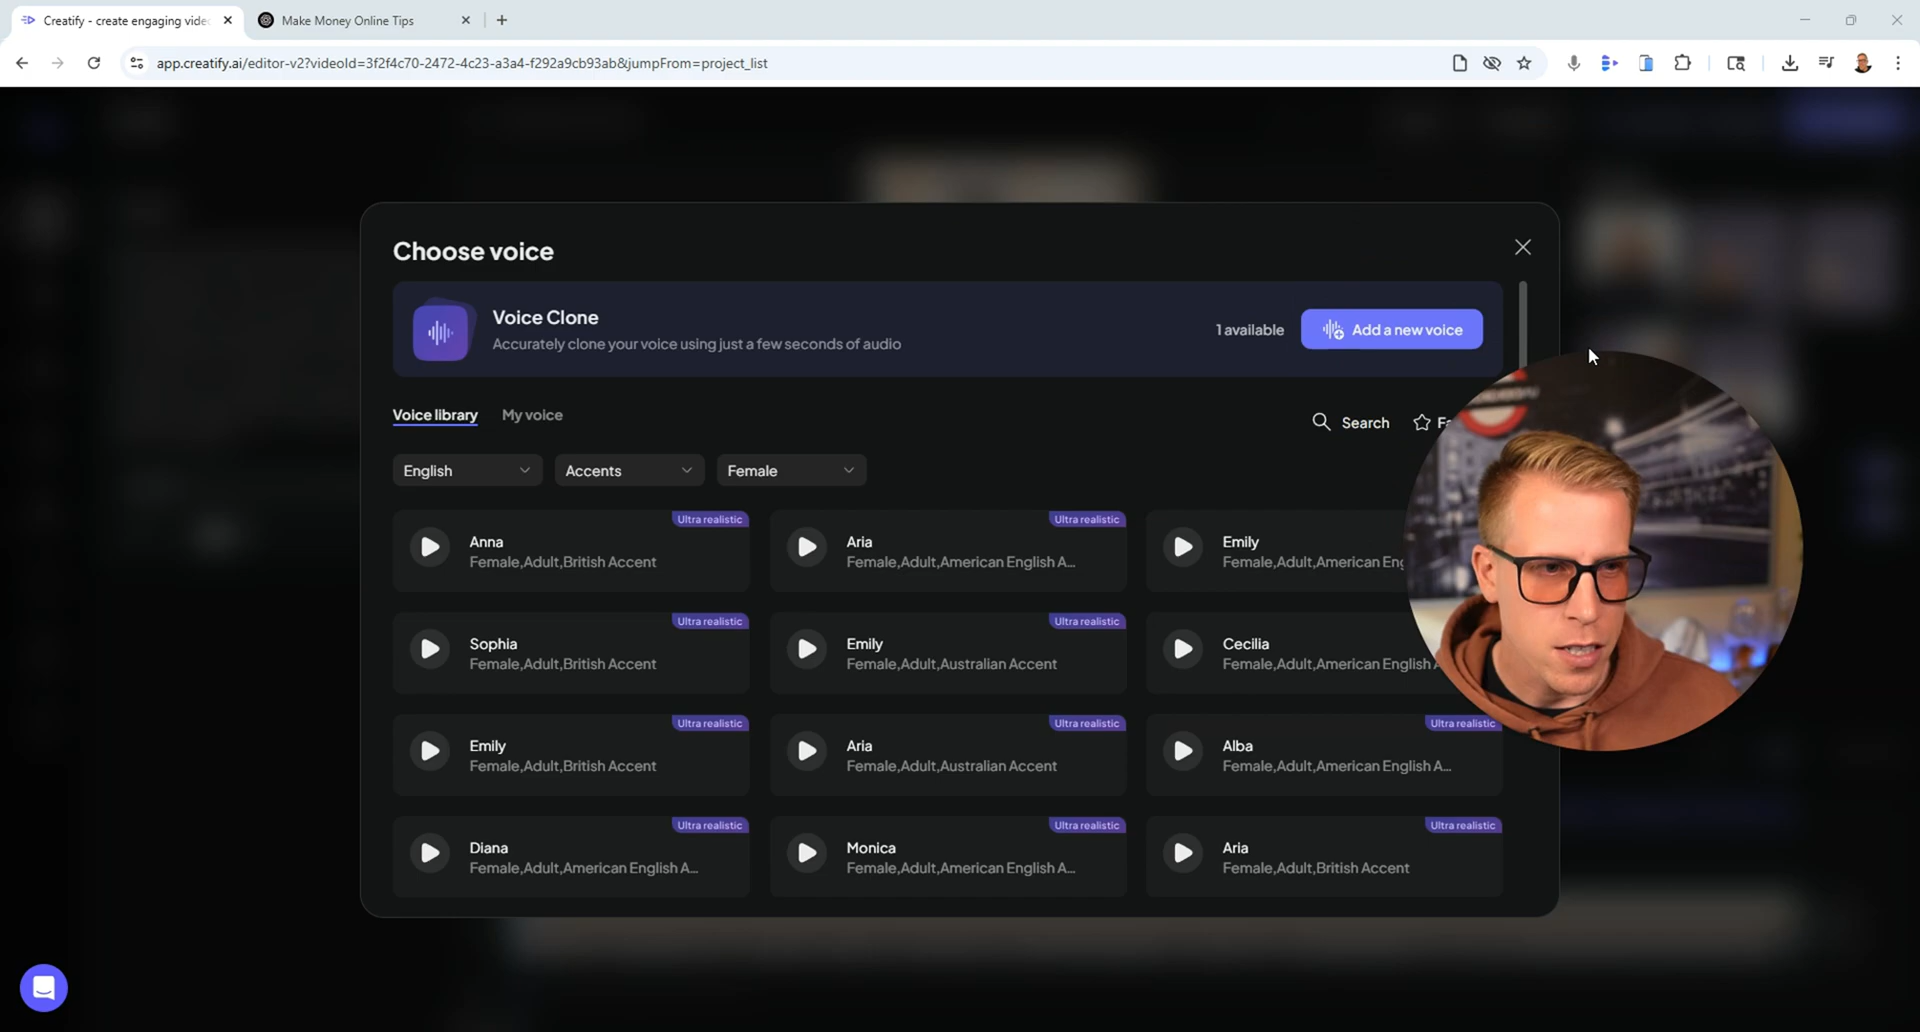 Creatify - create engaging vide
Make Money Online Tips
app.creatify.ai/editor-v2?videoId=3f2f4c70-2472-4c23-a3a4-f292a9cb93ab&jumpFrom=project_list
Choose voice
Voice Clone
Accurately clone your voice using just a few seconds of audio
1 available
Add a new voice
Voice library
My voice
Search
English
Accents
Female
Ultra realistic
Anna
Female,Adult,British Accent
Ultra realistic
Aria
Female,Adult,American English A...
Emily
Female,Adult,American Eng
Ultra realistic
Sophia
Female,Adult,British Accent
Ultra realistic
Emily
Female,Adult,Australian Accent
Cecilia
Female,Adult,American English A
Ultra realistic
Emily
Female,Adult,British Accent
Ultra realistic
Aria
Female,Adult,Australian Accent
Ultra realistic
Alba
Female,Adult,American English A...
Ultra realistic
Diana
Female,Adult,American English A...
Ultra realistic
Monica
Female,Adult,American English A...
Ultra realistic
Aria
Female,Adult,British Accent